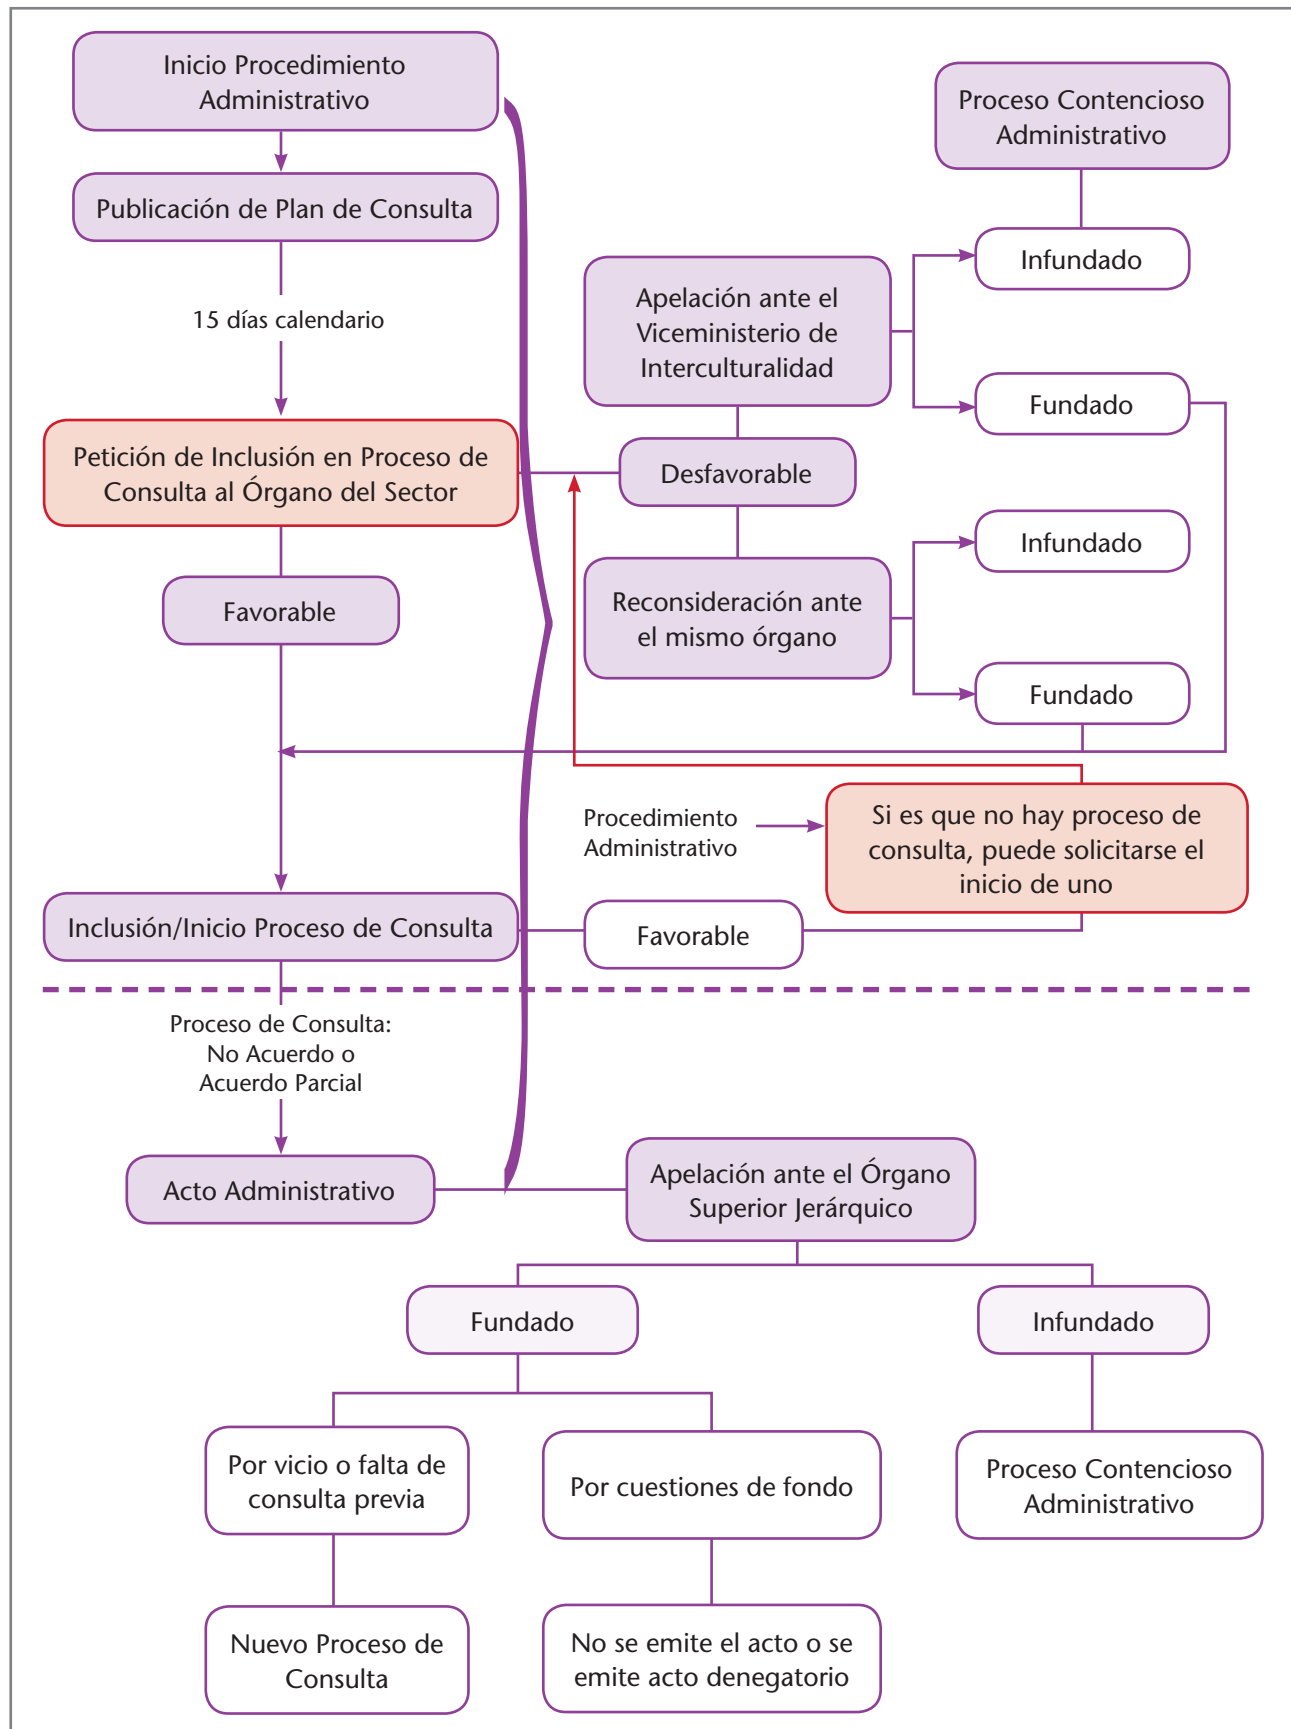 Inicio Procedimiento
Administrativo
Publicación de Plan de Consulta
15 días calendario
Petición de Inclusión en Proceso de
Consulta al Órgano del Sector
Favorable
Proceso Contencioso
Administrativo
Infundado
Apelación ante el
Viceministerio de
Interculturalidad
Fundado
Desfavorable
Infundado
Reconsideración ante
el mismo órgano
Fundado
Procedimiento
Administrativo
Si es que no hay proceso de
consulta, puede solicitarse el
inicio de uno
Inclusión/Inicio Proceso de Consulta
Favorable
Proceso de Consulta:
No Acuerdo o
Acuerdo Parcial
Acto Administrativo
Apelación ante el Órgano
Superior Jerárquico
Fundado
Infundado
Por vicio o falta de
consulta previa
Por cuestiones de fondo
Proceso Contencioso
Administrativo
Nuevo Proceso de
Consulta
No se emite el acto o se
emite acto denegatorio